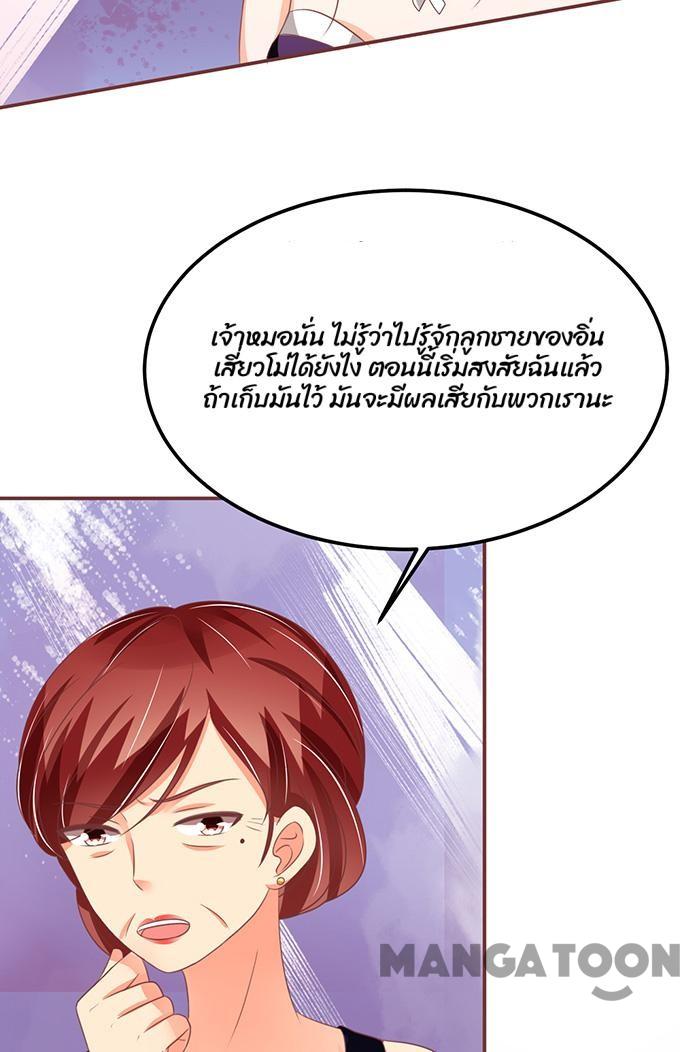 เจ้าหมอนั่น ไม่รู้ว่าไปรู้จักลูกชายของอิ่น
เสี่ยวโม่ได้ยังไง ตอนนี้เริ่มสงสัยฉันแล้ว
ถ้าเก็บมันไว้ มันจะมีผลเสียกับพวกเรานะ
MANGATOON